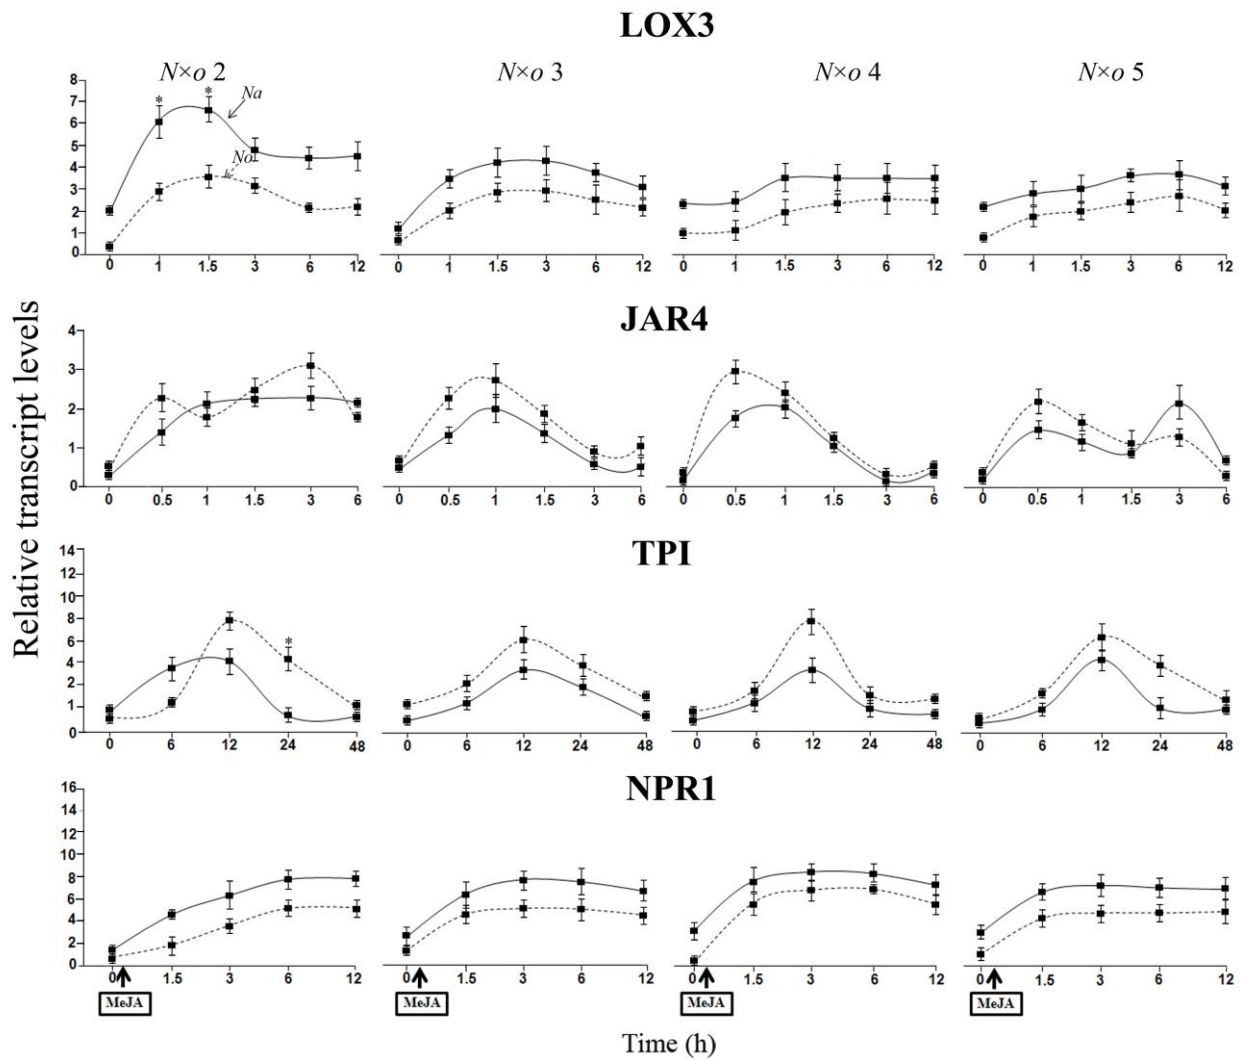 LOX3
N×o 2 N×o 3 N×o 4 N×o 5
8
7
6
5
4
3
2
1
0
* *
Na
No
0 1 1.5 3 6 12 0 1 1.5 3 6 12 0 1 1.5 3 6 12 0 1 1.5 3 6 12
Relative transcript levels
JAR4
4
3
2
1
0
0 0.5 1 1.5 3 6 0 0.5 1 1.5 3 6 0 0.5 1 1.5 3 6 0 0.5 1 1.5 3 6
TPI
14
12
10
8
6
4
2
1
0
*
0 6 12 24 48 0 6 12 24 48 0 6 12 24 48 0 6 12 24 48
NPR1
16
14
12
10
8
6
4
2
0
0 1.5 3 6 12 0 1.5 3 6 12 0 1.5 3 6 12 0 1.5 3 6 12
MeJA MeJA MeJA MeJA
Time (h)